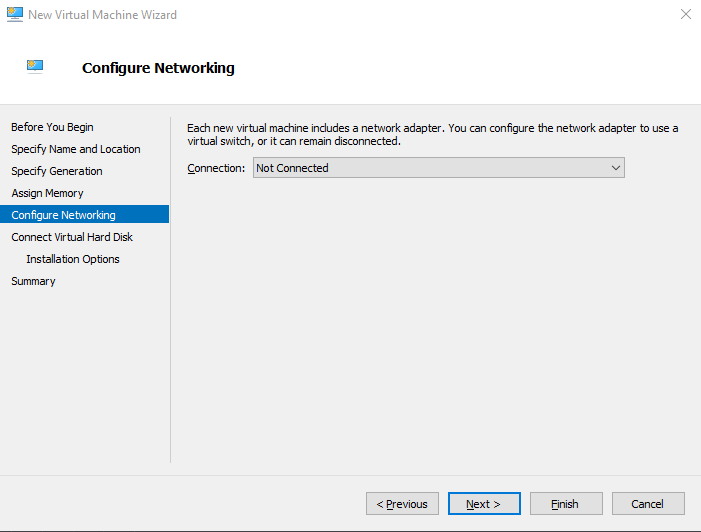 New Virtual Machine Wizard
Configure Networking
Before You Begin
Specify Name and Location
Specify Generation
Assign Memory
Configure Networking
Connect Virtual Hard Disk
Installation Options
Summary
Each new virtual machine includes a network adapter. You can configure the network adapter to use a
virtual switch, or it can remain disconnected.
Connection: Not Connected
< Previous
Next >
Finish
Cancel